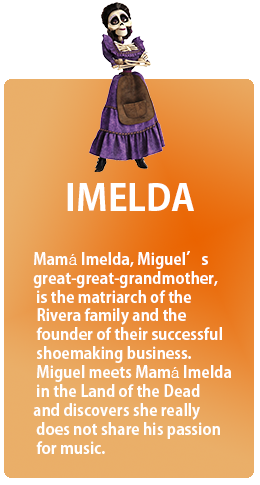 IMELDA
Mamá Imelda, Miguel’s
great-great-grandmother,
is the matriarch of the
Rivera family and the
founder of their successful
shoemaking business.
Miguel meets Mamá Imelda
in the Land of the Dead
and discovers she really
does not share his passion
for music.